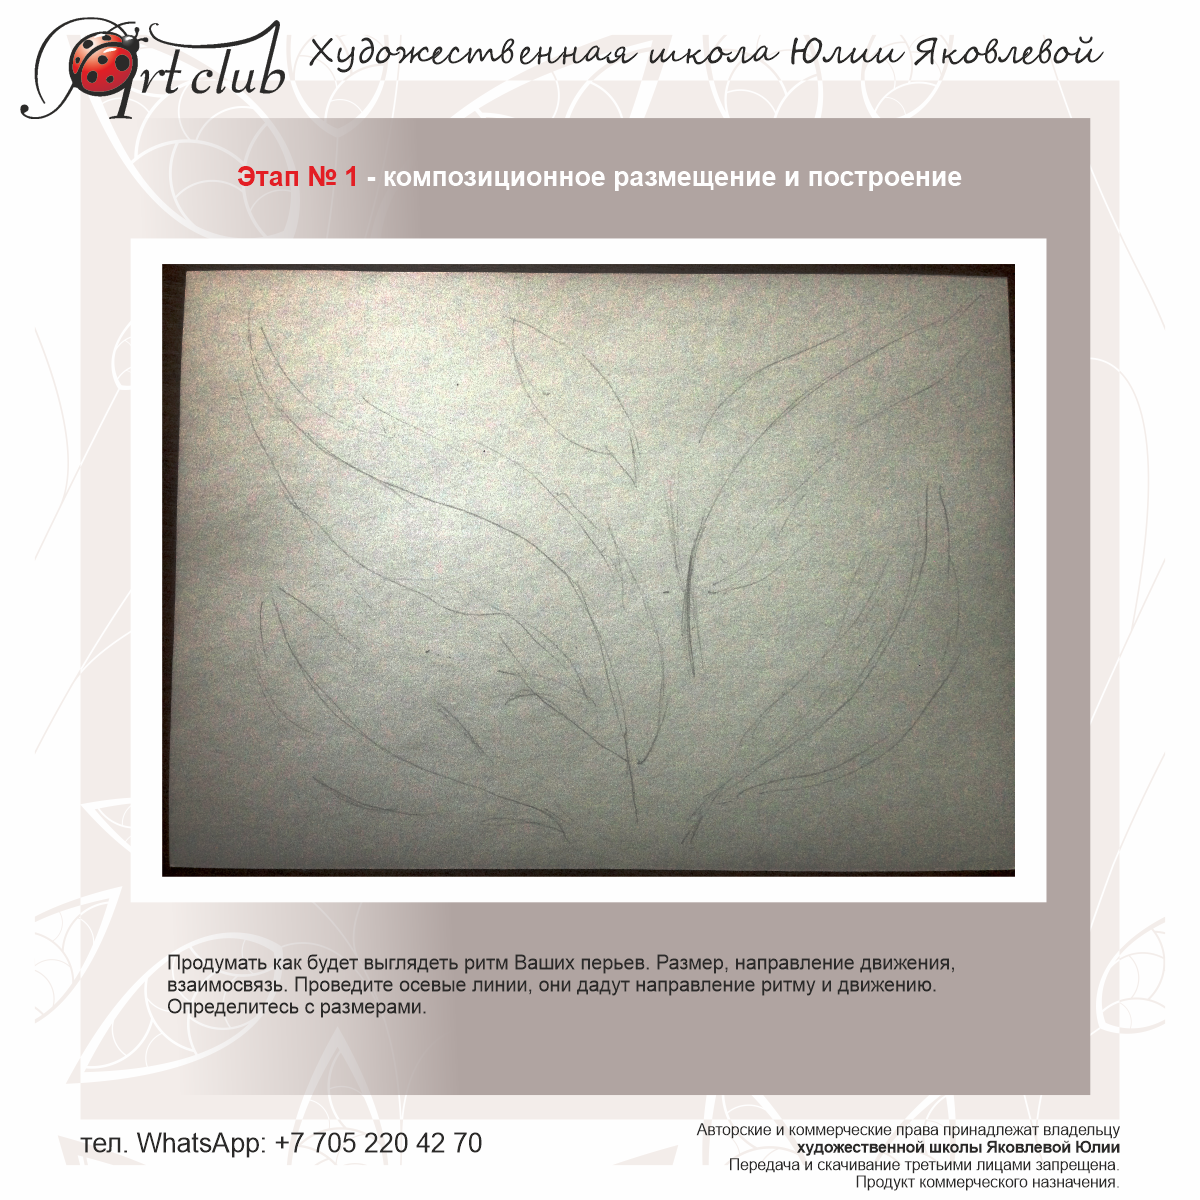 Art club
Художественная школа Юлии Яковлевой
Этап № 1 - композиционное размещение и построение
Продумать как будет выглядеть ритм Ваших перьев. Размер, направление движения,
взаимосвязь. Проведите осевые линии, они дадут направление ритму и движению.
Определитесь с размерами.
тел. WhatsApp: +7 705 220 42 70
Авторские и коммерческие права принадлежат владельцу
художественной школы Яковлевой Юлии
Передача и скачивание третьими лицами запрещена.
Продукт коммерческого назначения.